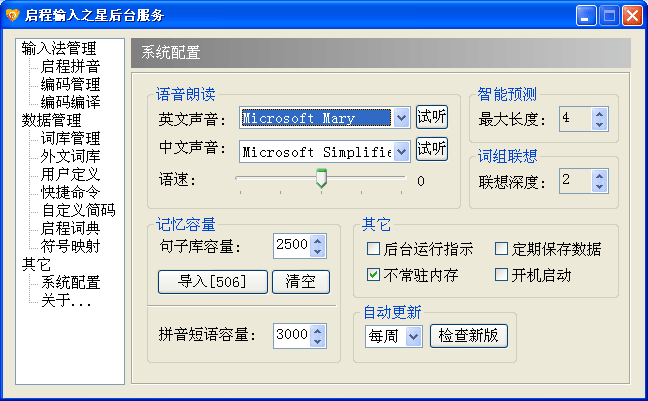 启程输入之星后台服务
输入法管理
启程拼音
编码管理
编码编译
数据管理
词库管理
外文词库
用户定义
快捷命令
自定义简码
启程词典
符号映射
其它
系统配置
关于...
系统配置
语音朗读
英文声音: Microsoft Mary 试听
中文声音: Microsoft Simplifie 试听
语速: 0
智能预测
最大长度: 4
词组联想
联想深度: 2
记忆容量
句子库容量: 2500
导入[506] 清空
拼音短语容量: 3000
其它
后台运行指示 定期保存数据
不常驻内存 开机启动
自动更新
每周 检查新版